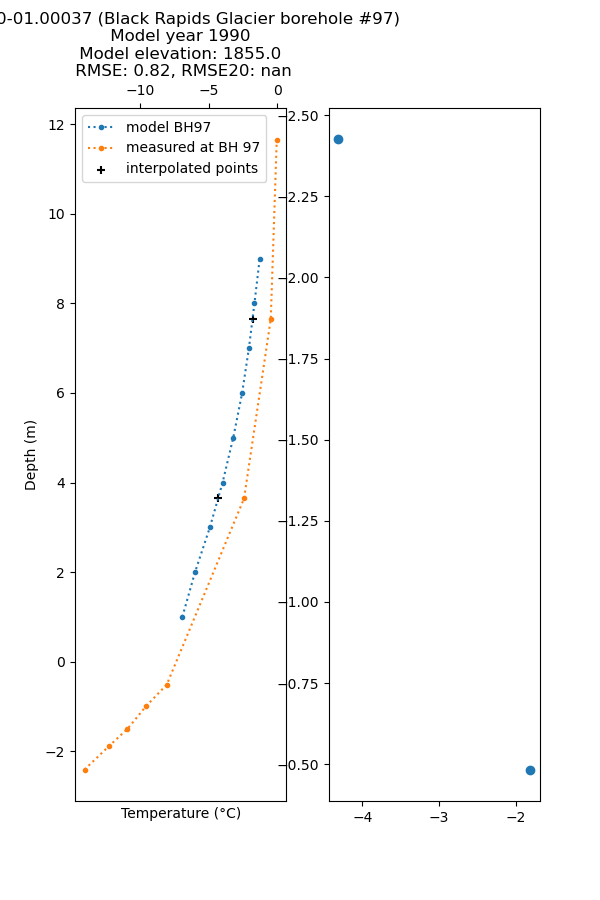 0-01.00037 (Black Rapids Glacier borehole #97)
Model year 1990
Model elevation: 1855.0
RMSE: 0.82, RMSE20: nan
−10 −5 0
model BH97
measured at BH 97
interpolated points
12
10
8
6
4
2
0
−2
Depth (m)
Temperature (°C)
−2.50
−2.25
−2.00
−1.75
−1.50
−1.25
−1.00
−0.75
−0.50
−4 −3 −2